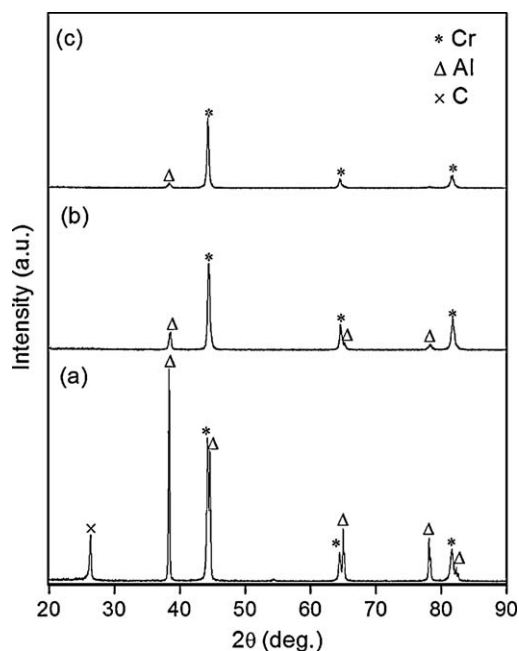 (c)
* Cr
Δ Al
× C
(b)
(a)
Intensity (a.u.)
20 30 40 50 60 70 80 90
2θ (deg.)